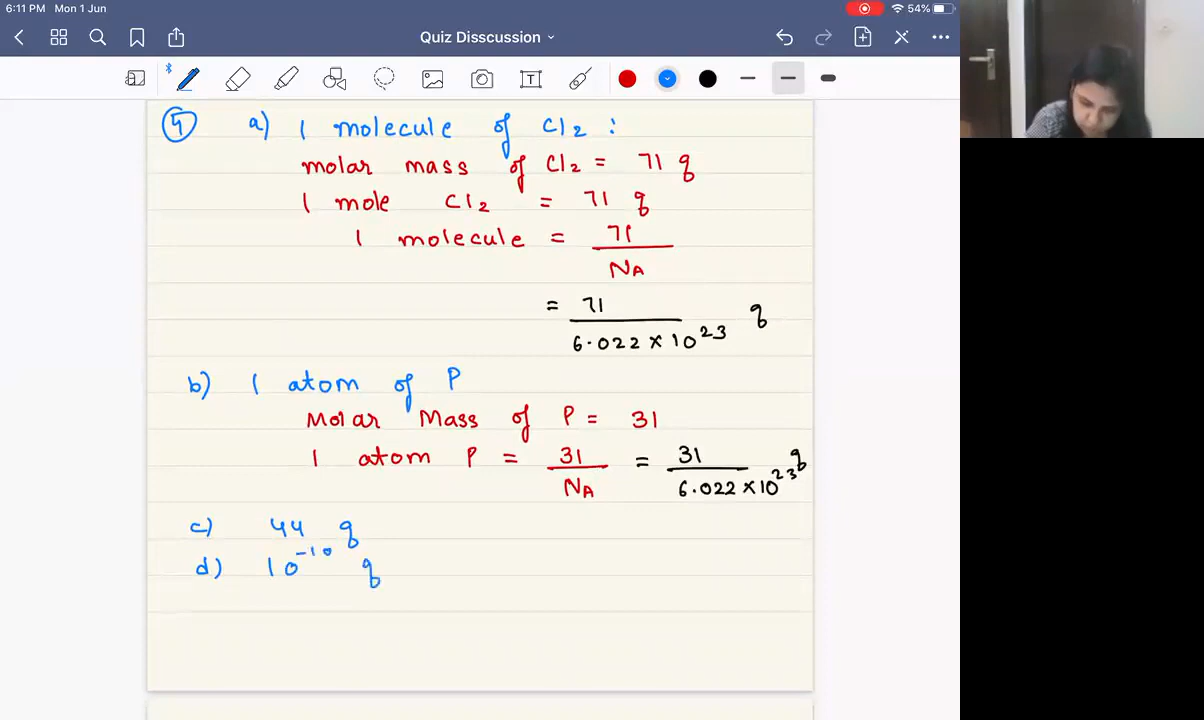 6:11 PM Mon 1 Jun
54%
Quiz Disscussion
4 a) 1 molecule of Cl2 :
molar mass of Cl2 = 71 g
1 mole Cl2 = 71 g
1 molecule = 71 / NA
= 71 / 6.022 × 10^23 g
b) 1 atom of P
Molar Mass of P = 31
1 atom P = 31 / NA = 31 / 6.022 × 10^23 g
c) 44 g
d) 10^-10 g